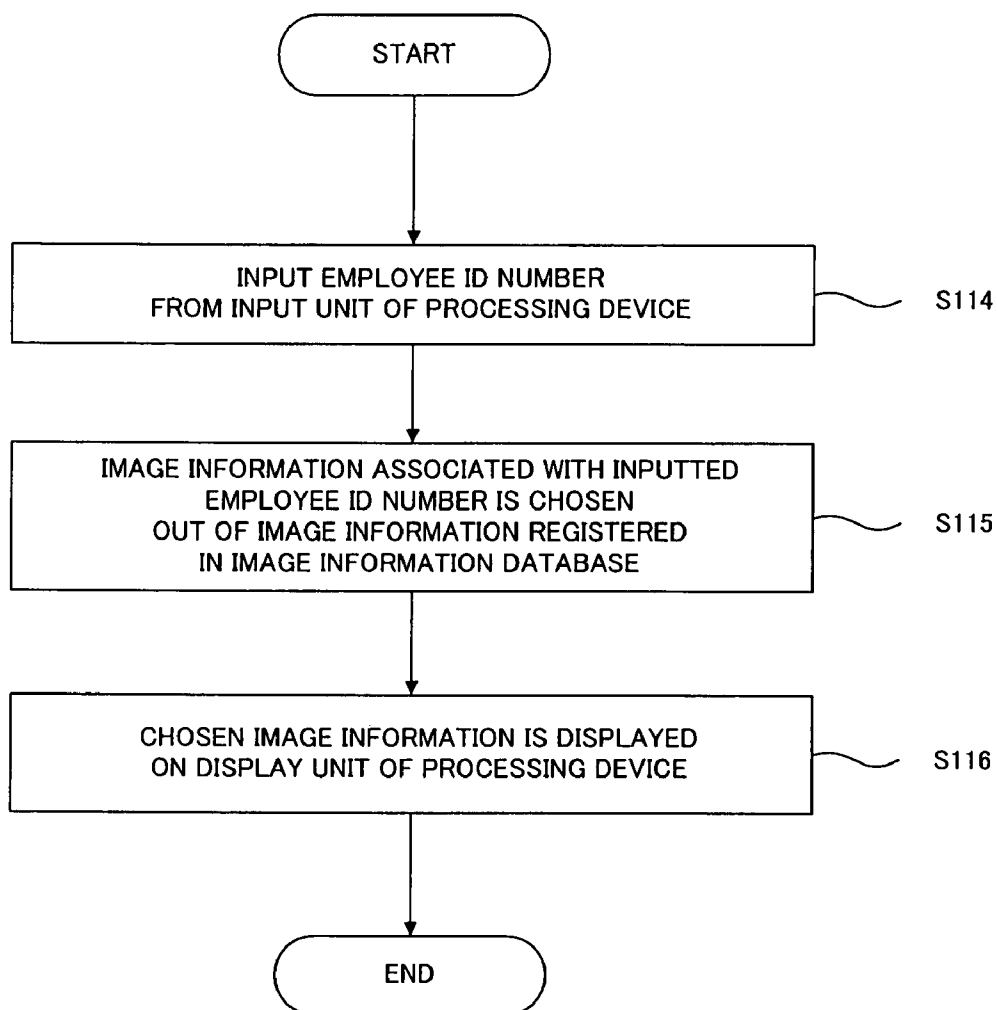 START
INPUT EMPLOYEE ID NUMBER
FROM INPUT UNIT OF PROCESSING DEVICE
S114
IMAGE INFORMATION ASSOCIATED WITH INPUTTED
EMPLOYEE ID NUMBER IS CHOSEN
OUT OF IMAGE INFORMATION REGISTERED
IN IMAGE INFORMATION DATABASE
S115
CHOSEN IMAGE INFORMATION IS DISPLAYED
ON DISPLAY UNIT OF PROCESSING DEVICE
S116
END